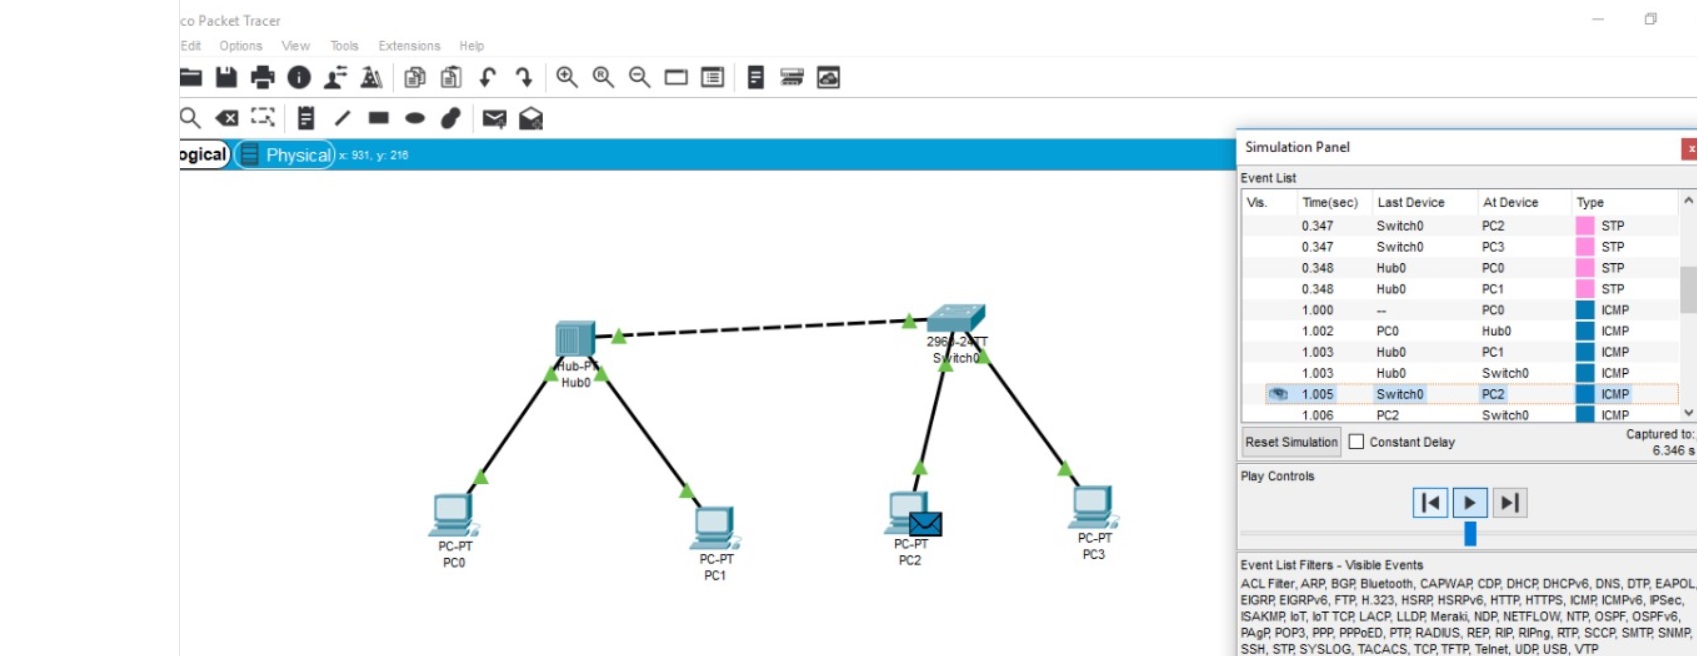 co Packet Tracer
Edit Options View Tools Extensions Help
ogical Physical x: 931, y: 216
Simulation Panel
Event List
Vis. Time(sec) Last Device At Device Type
0.347 Switch0 PC2 STP
0.347 Switch0 PC3 STP
0.348 Hub0 PC0 STP
0.348 Hub0 PC1 STP
1.000 -- PC0 ICMP
1.002 PC0 Hub0 ICMP
1.003 Hub0 PC1 ICMP
1.003 Hub0 Switch0 ICMP
1.005 Switch0 PC2 ICMP
1.006 PC2 Switch0 ICMP
Reset Simulation Constant Delay Captured to:
6.346 s
Play Controls
Event List Filters - Visible Events
ACL Filter, ARP, BGP, Bluetooth, CAPWAP, CDP, DHCP, DHCPv6, DNS, DTP, EAPOL,
EIGRP, EIGRPv6, FTP, H.323, HSRP, HSRPv6, HTTP, HTTPS, ICMP, ICMPv6, IPSec,
ISAKMP, IoT, IoT TCP, LACP, LLDP, Meraki, NDP, NETFLOW, NTP, OSPF, OSPFv6,
PAgP, POP3, PPP, PPPoED, PTP, RADIUS, REP, RIP, RIPng, RTP, SCCP, SMTP, SNMP,
SSH, STP, SYSLOG, TACACS, TCP, TFTP, Telnet, UDP, USB, VTP
Hub-PT
Hub0
2960-24TT
Switch0
PC-PT
PC0
PC-PT
PC1
PC-PT
PC2
PC-PT
PC3